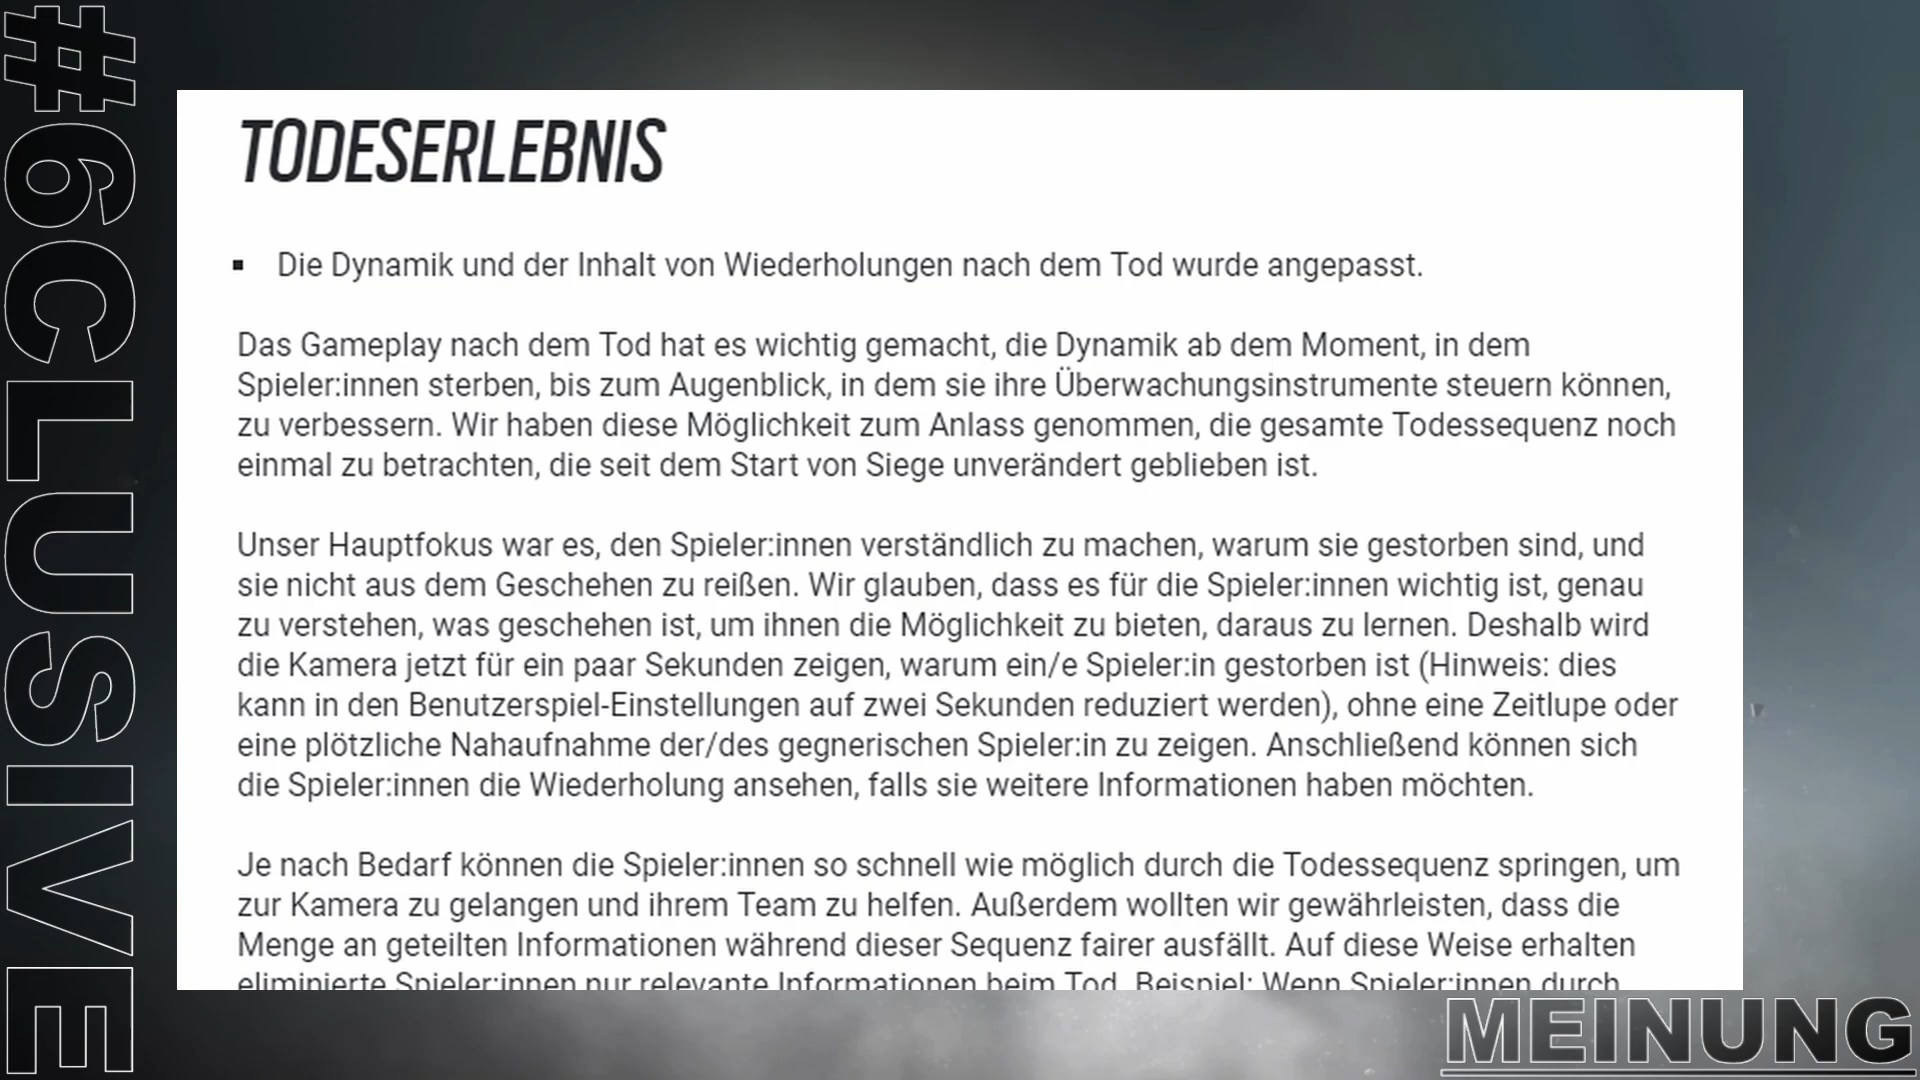 #6CLUSIVE
TODESERLEBNIS
▪ Die Dynamik und der Inhalt von Wiederholungen nach dem Tod wurde angepasst.
Das Gameplay nach dem Tod hat es wichtig gemacht, die Dynamik ab dem Moment, in dem
Spieler:innen sterben, bis zum Augenblick, in dem sie ihre Überwachungsinstrumente steuern können,
zu verbessern. Wir haben diese Möglichkeit zum Anlass genommen, die gesamte Todessequenz noch
einmal zu betrachten, die seit dem Start von Siege unverändert geblieben ist.
Unser Hauptfokus war es, den Spieler:innen verständlich zu machen, warum sie gestorben sind, und
sie nicht aus dem Geschehen zu reißen. Wir glauben, dass es für die Spieler:innen wichtig ist, genau
zu verstehen, was geschehen ist, um ihnen die Möglichkeit zu bieten, daraus zu lernen. Deshalb wird
die Kamera jetzt für ein paar Sekunden zeigen, warum ein/e Spieler:in gestorben ist (Hinweis: dies
kann in den Benutzerspiel-Einstellungen auf zwei Sekunden reduziert werden), ohne eine Zeitlupe oder
eine plötzliche Nahaufnahme der/des gegnerischen Spieler:in zu zeigen. Anschließend können sich
die Spieler:innen die Wiederholung ansehen, falls sie weitere Informationen haben möchten.
Je nach Bedarf können die Spieler:innen so schnell wie möglich durch die Todessequenz springen, um
zur Kamera zu gelangen und ihrem Team zu helfen. Außerdem wollten wir gewährleisten, dass die
Menge an geteilten Informationen während dieser Sequenz fairer ausfällt. Auf diese Weise erhalten
eliminierte Spieler:innen nur relevante Informationen beim Tod. Beispiel: Wenn Spieler:innen durch
MEINUNG